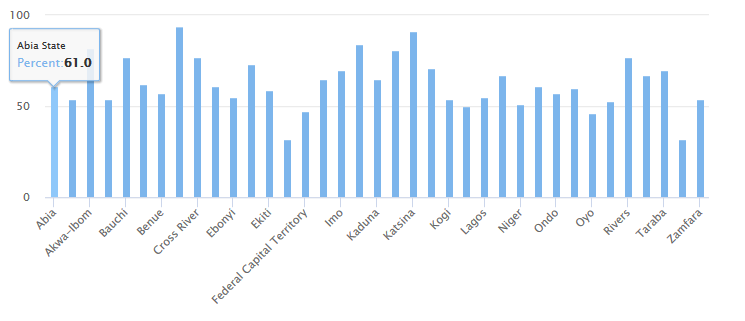 100
Abia State
Percent:61.0
50
0
Abia
Akwa-Ibom
Bauchi
Benue
Cross River
Ebonyi
Ekiti
Federal Capital Territory
Imo
Kaduna
Katsina
Kogi
Lagos
Niger
Ondo
Oyo
Rivers
Taraba
Zamfara